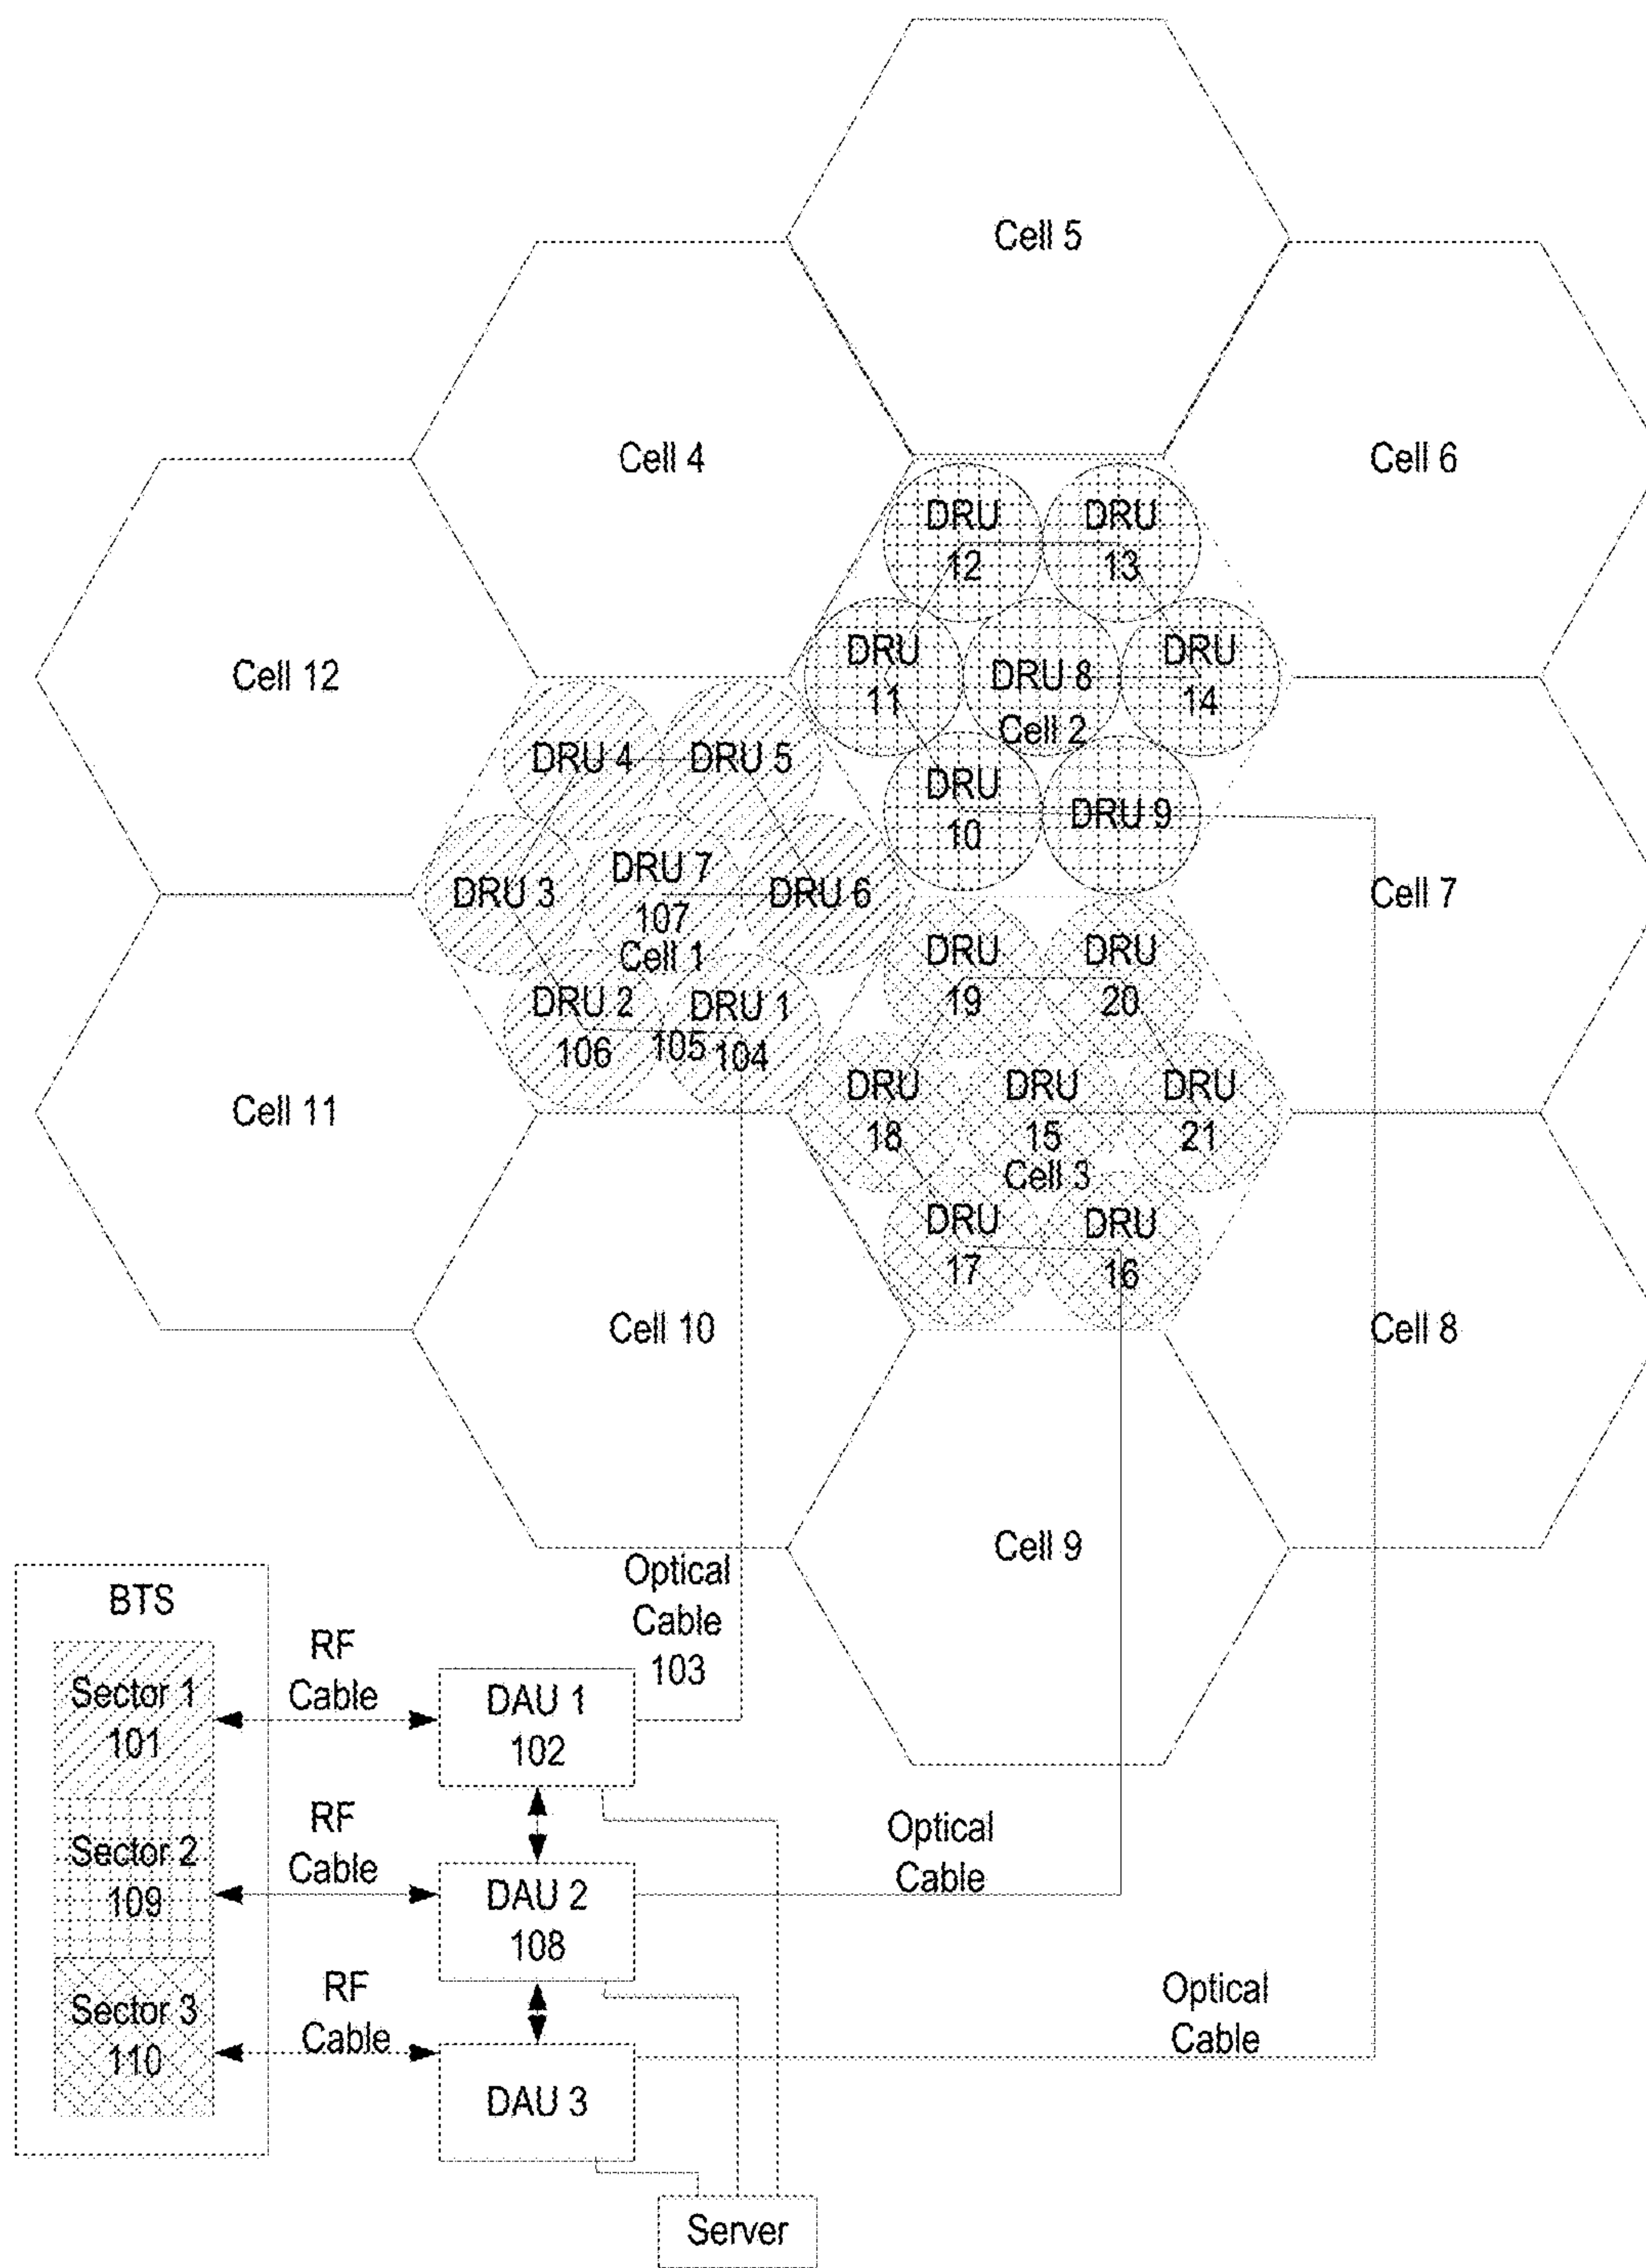 Cell 5
Cell 4
Cell 6
DRU
12
DRU
13
DRU
11
DRU 8
DRU
14
Cell 2
Cell 12
DRU 4
DRU 5
DRU
10
DRU 9
DRU 3
DRU 7
107
DRU 6
Cell 7
Cell 1
DRU
19
DRU
20
DRU 2
106
105
DRU 1
104
Cell 11
DRU
18
DRU
15
DRU
21
Cell 3
DRU
17
DRU
16
Cell 10
Cell 8
Cell 9
Optical
Cable
103
BTS
Sector 1
101
RF
Cable
DAU 1
102
Sector 2
109
RF
Cable
DAU 2
108
Optical
Cable
Sector 3
110
RF
Cable
DAU 3
Optical
Cable
Server